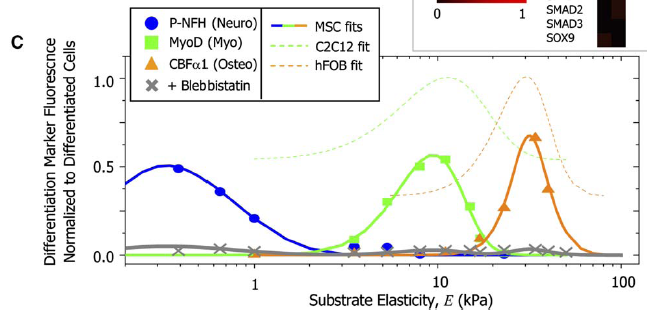 0
1
SMAD2
SMAD3
SOX9
C
P-NFH (Neuro)
MyoD (Myo)
CBFα1 (Osteo)
+ Blebbistatin
MSC fits
C2C12 fit
hFOB fit
Differentiation Marker Fluorescnce
Normalized to Differentiated Cells
1.0
0.5
0.0
1
10
100
Substrate Elasticity, E (kPa)